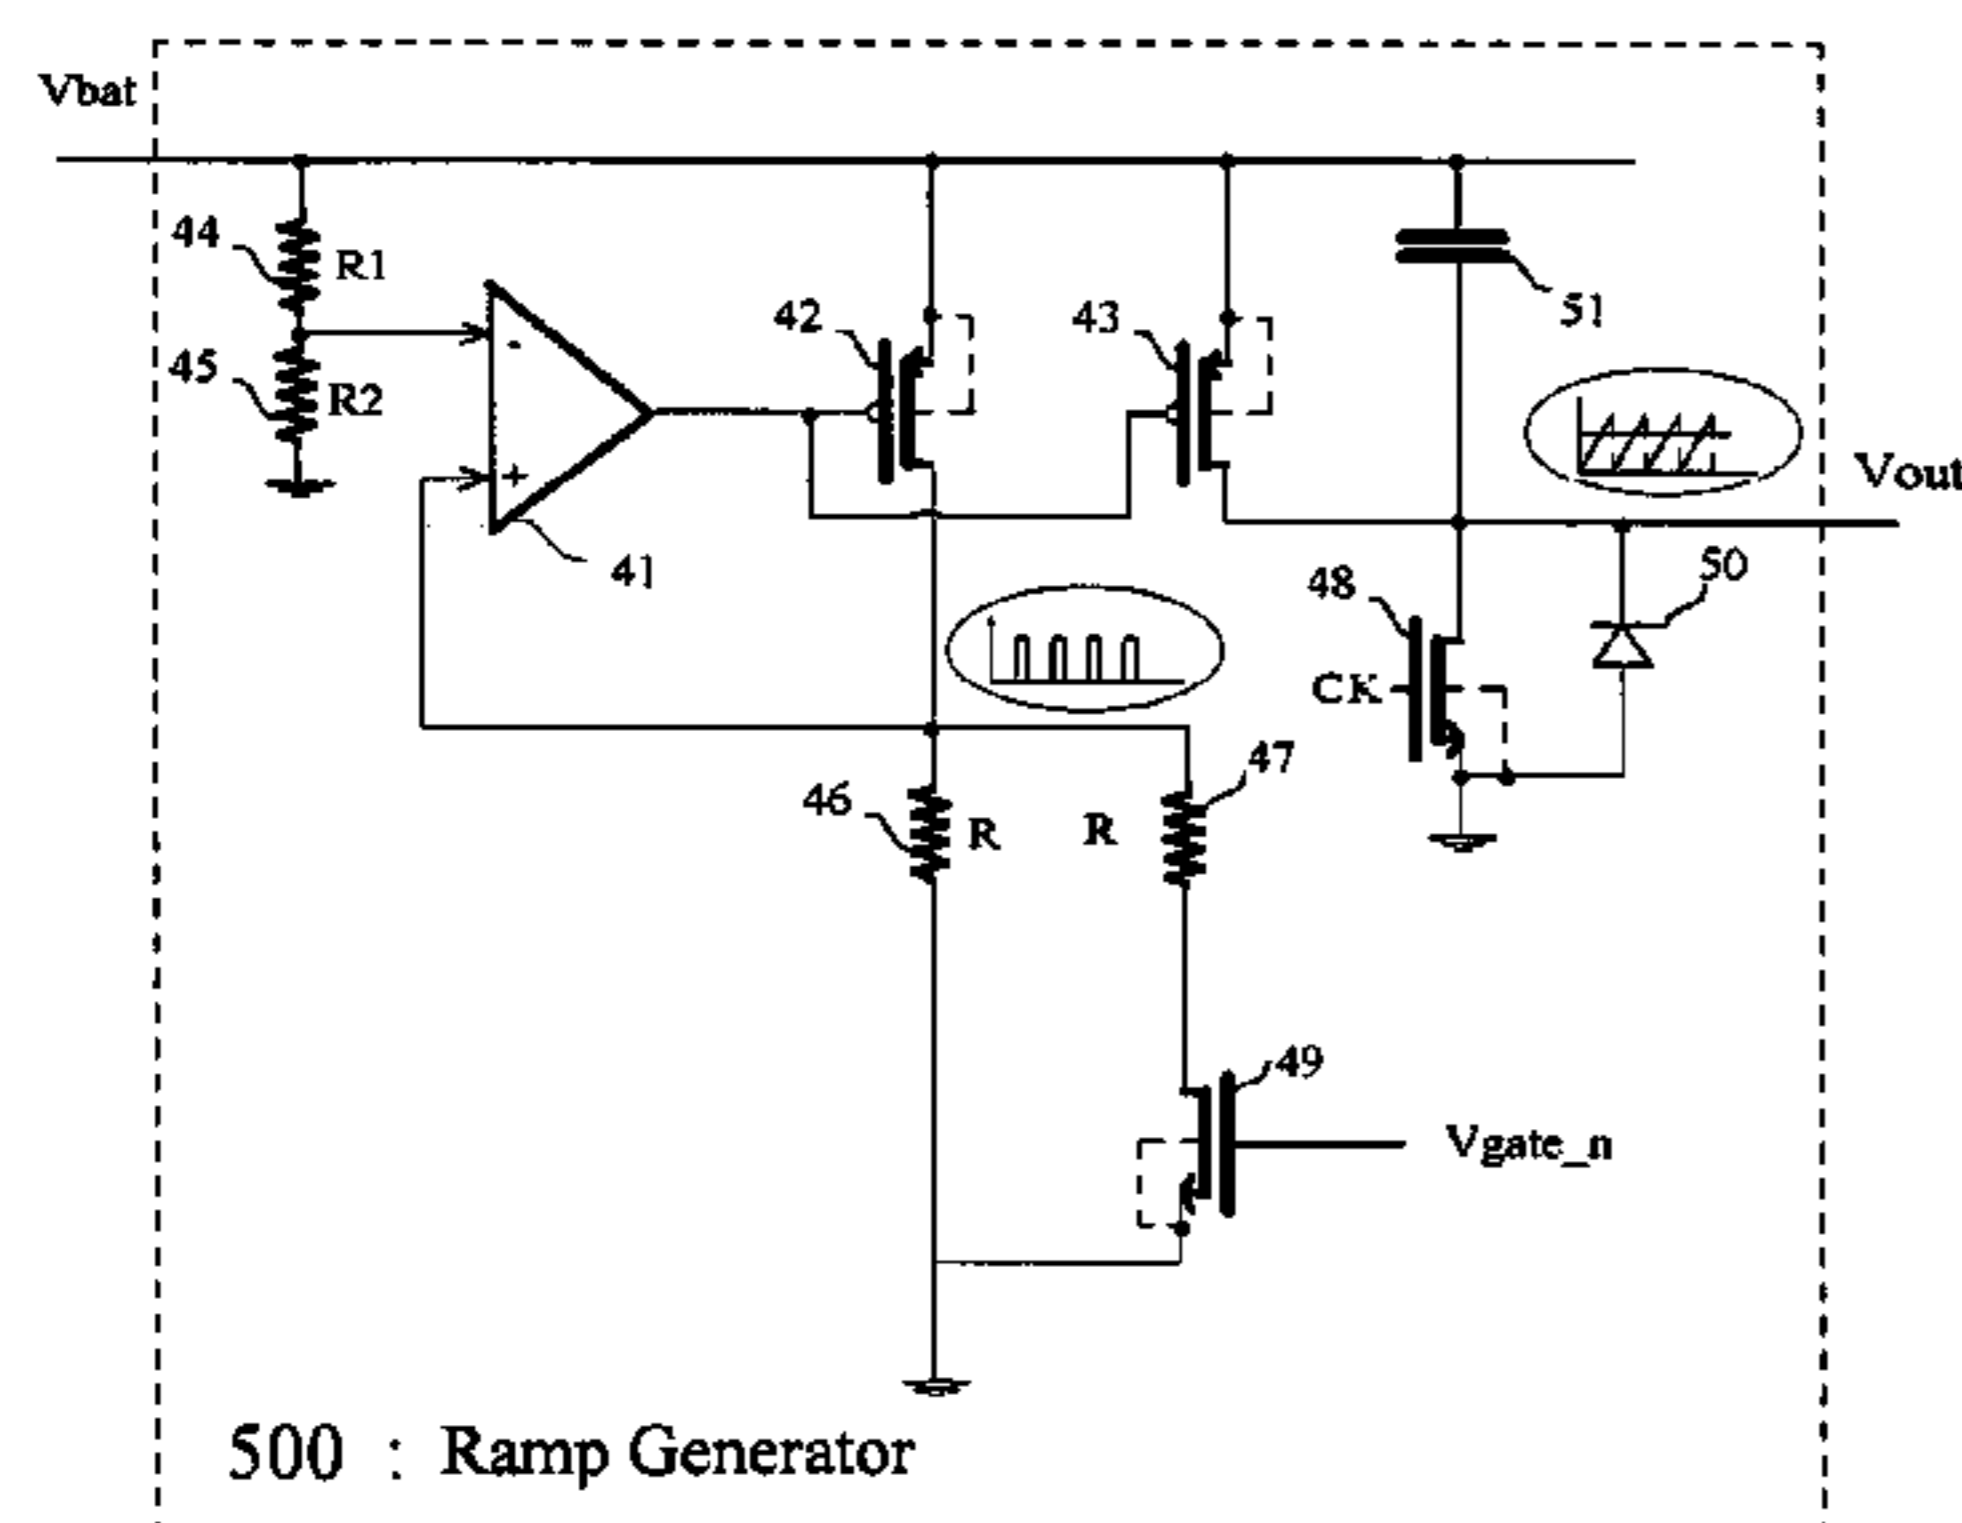 Vbat
44
R1
45
R2
-
+
41
42
43
51
Vout
50
48
CK
47
46
R
R
49
Vgate_n
500 : Ramp Generator